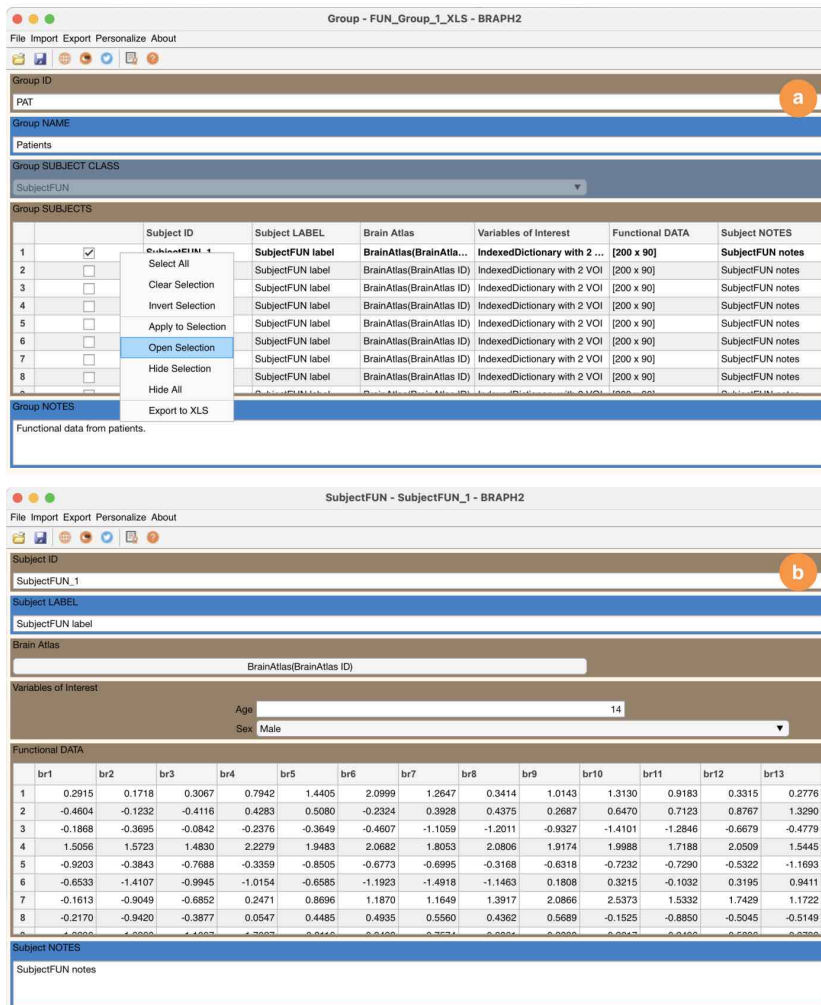 Group - FUN_Group_1_XLS - BRAPH2
File Import Export Personalize About
Group ID
a
PAT
Group NAME
Patients
Group SUBJECT CLASS
SubjectFUN
Group SUBJECTS
Subject ID Subject LABEL Brain Atlas Variables of Interest Functional DATA Subject NOTES
1 SubjectFUN_1 SubjectFUN label BrainAtlas(BrainAtla... IndexedDictionary with 2 ... [200 x 90] SubjectFUN notes
2 SubjectFUN label BrainAtlas(BrainAtlas ID) IndexedDictionary with 2 VOI [200 x 90] SubjectFUN notes
3 SubjectFUN label BrainAtlas(BrainAtlas ID) IndexedDictionary with 2 VOI [200 x 90] SubjectFUN notes
4 SubjectFUN label BrainAtlas(BrainAtlas ID) IndexedDictionary with 2 VOI [200 x 90] SubjectFUN notes
5 SubjectFUN label BrainAtlas(BrainAtlas ID) IndexedDictionary with 2 VOI [200 x 90] SubjectFUN notes
6 SubjectFUN label BrainAtlas(BrainAtlas ID) IndexedDictionary with 2 VOI [200 x 90] SubjectFUN notes
7 SubjectFUN label BrainAtlas(BrainAtlas ID) IndexedDictionary with 2 VOI [200 x 90] SubjectFUN notes
8 SubjectFUN label BrainAtlas(BrainAtlas ID) IndexedDictionary with 2 VOI [200 x 90] SubjectFUN notes
Select All
Clear Selection
Invert Selection
Apply to Selection
Open Selection
Hide Selection
Hide All
Export to XLS
Group NOTES
Functional data from patients.
SubjectFUN - SubjectFUN_1 - BRAPH2
File Import Export Personalize About
Subject ID
b
SubjectFUN_1
Subject LABEL
SubjectFUN label
Brain Atlas
BrainAtlas(BrainAtlas ID)
Variables of Interest
Age 14
Sex Male
Functional DATA
br1 br2 br3 br4 br5 br6 br7 br8 br9 br10 br11 br12 br13
1 0.2915 0.1718 0.3067 0.7942 1.4405 2.0999 1.2647 0.3414 1.0143 1.3130 0.9183 0.3315 0.2776
2 -0.4604 -0.1232 -0.4116 0.4283 0.5080 -0.2324 0.3928 0.4375 0.2687 0.6470 0.7123 0.8767 1.3290
3 -0.1868 -0.3695 -0.0842 -0.2376 -0.3649 -0.4607 -1.1059 -1.2011 -0.9327 -1.4101 -1.2846 -0.6679 -0.4779
4 1.5056 1.5723 1.4830 2.2279 1.9483 2.0682 1.8053 2.0806 1.9174 1.9988 1.7188 2.0509 1.5445
5 -0.9203 -0.3843 -0.7688 -0.3359 -0.8505 -0.6773 -0.6995 -0.3168 -0.6318 -0.7232 -0.7290 -0.5322 -1.1693
6 -0.6533 -1.4107 -0.9945 -1.0154 -0.6585 -1.1923 -1.4918 -1.1463 0.1808 0.3215 -0.1032 0.3195 0.9411
7 -0.1613 -0.9049 -0.6852 0.2471 0.8696 1.1870 1.1649 1.3917 2.0866 2.5373 1.5332 1.7429 1.1722
8 -0.2170 -0.9420 -0.3877 0.0547 0.4485 0.4935 0.5560 0.4362 0.5689 -0.1525 -0.8850 -0.5045 -0.5149
Subject NOTES
SubjectFUN notes